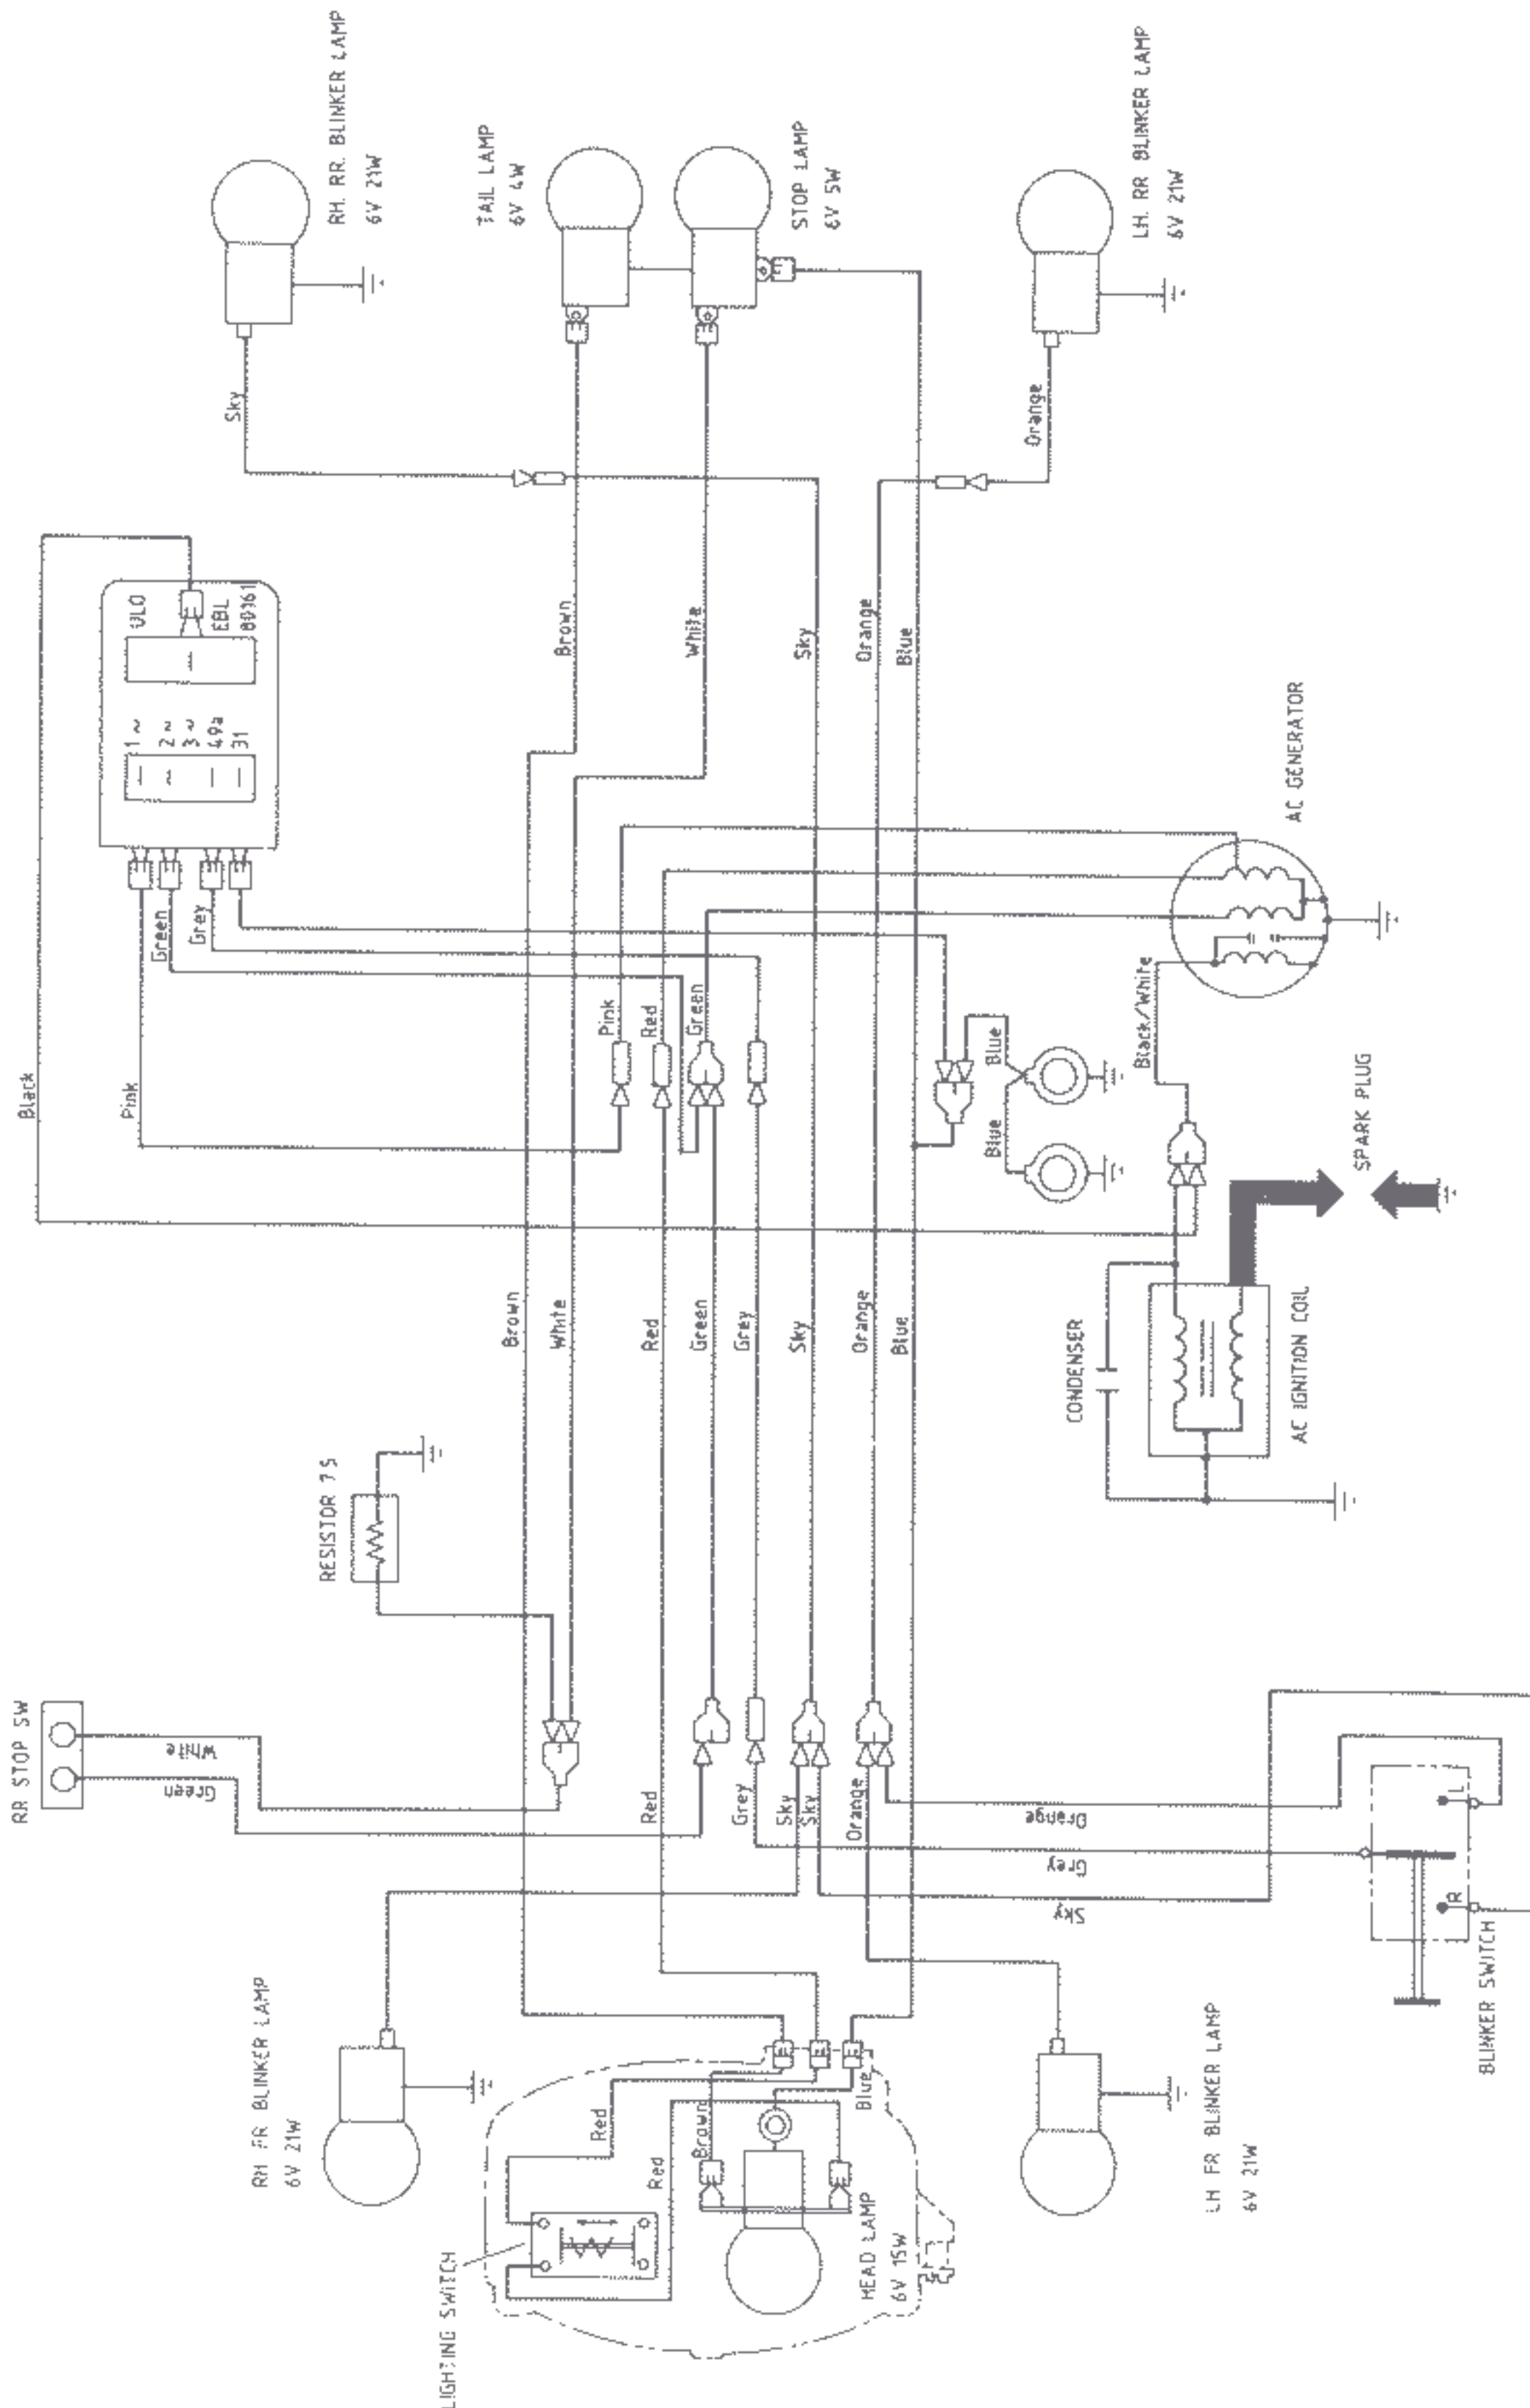 RH. RR. BLINKER LAMP
6V 21W
TAIL LAMP
6V 4W
STOP LAMP
6V 5W
LH. RR BLINKER LAMP
6V 21W
Sky
Orange
ULO
EBL
1 ~
2 ~
3 ~
49a
31
Brown
White
Sky
Orange
Blue
AC GENERATOR
Green
Grey
Black
Pink
Pink
Red
Green
Blue
Blue
Black/White
SPARK PLUG
Brown
White
Red
Green
Grey
Sky
Orange
Blue
CONDENSER
AC IGNITION COIL
RESISTOR 7 5
RR STOP SW
White
Green
Red
Grey
Sky
Sky
Orange
Orange
Grey
Sky
L
R
BLINKER SWITCH
RH FR BLINKER LAMP
6V 21W
LH FR BLINKER LAMP
6V 21W
Red
Red
Brown
Blue
HEAD LAMP
6V 15W
LIGHTING SWITCH